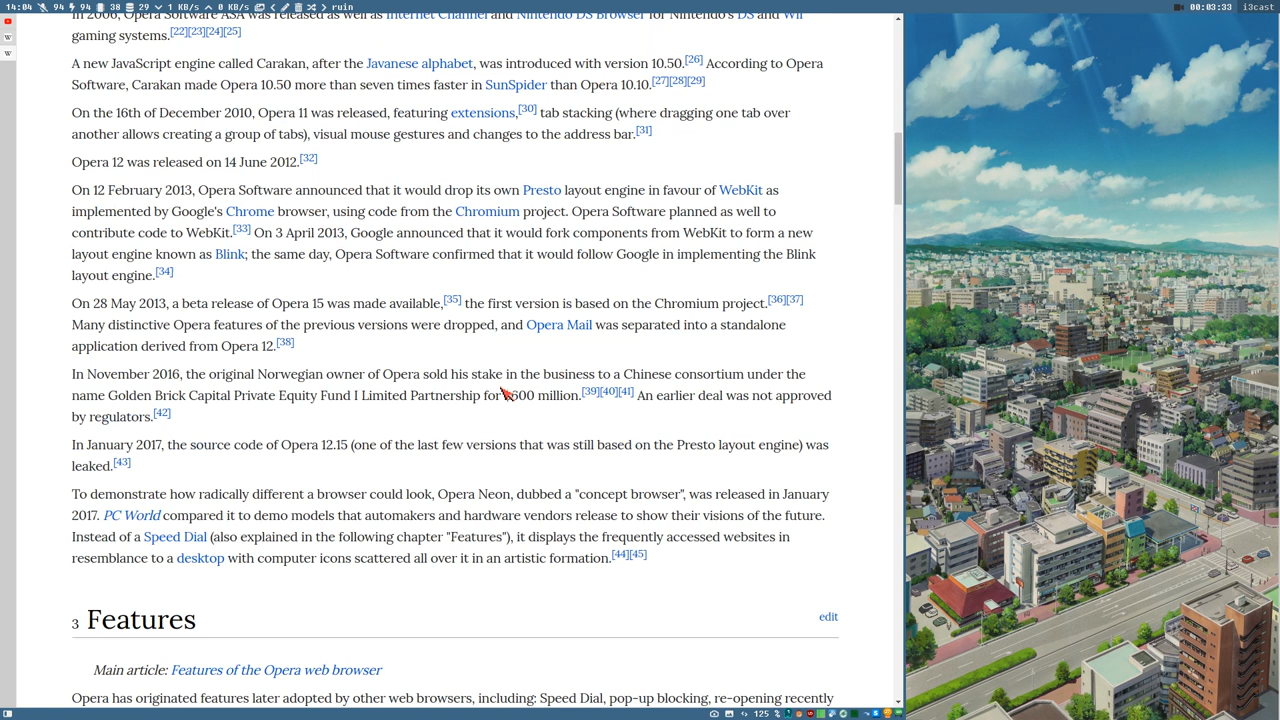 14:04 94 94 38 29 1 KB/s 0 KB/s ruin 00:03:33 i3cast
In 2006, Opera Software ASA was released as well as Internet Channel and Nintendo DS Browser for Nintendo's DS and Wii
gaming systems.[22][23][24][25]
A new JavaScript engine called Carakan, after the Javanese alphabet, was introduced with version 10.50.[26] According to Opera
Software, Carakan made Opera 10.50 more than seven times faster in SunSpider than Opera 10.10.[27][28][29]
On the 16th of December 2010, Opera 11 was released, featuring extensions,[30] tab stacking (where dragging one tab over
another allows creating a group of tabs), visual mouse gestures and changes to the address bar.[31]
Opera 12 was released on 14 June 2012.[32]
On 12 February 2013, Opera Software announced that it would drop its own Presto layout engine in favour of WebKit as
implemented by Google's Chrome browser, using code from the Chromium project. Opera Software planned as well to
contribute code to WebKit.[33] On 3 April 2013, Google announced that it would fork components from WebKit to form a new
layout engine known as Blink; the same day, Opera Software confirmed that it would follow Google in implementing the Blink
layout engine.[34]
On 28 May 2013, a beta release of Opera 15 was made available,[35] the first version is based on the Chromium project.[36][37]
Many distinctive Opera features of the previous versions were dropped, and Opera Mail was separated into a standalone
application derived from Opera 12.[38]
In November 2016, the original Norwegian owner of Opera sold his stake in the business to a Chinese consortium under the
name Golden Brick Capital Private Equity Fund I Limited Partnership for 600 million.[39][40][41] An earlier deal was not approved
by regulators.[42]
In January 2017, the source code of Opera 12.15 (one of the last few versions that was still based on the Presto layout engine) was
leaked.[43]
To demonstrate how radically different a browser could look, Opera Neon, dubbed a "concept browser", was released in January
2017. PC World compared it to demo models that automakers and hardware vendors release to show their visions of the future.
Instead of a Speed Dial (also explained in the following chapter "Features"), it displays the frequently accessed websites in
resemblance to a desktop with computer icons scattered all over it in an artistic formation.[44][45]
3 Features edit
Main article: Features of the Opera web browser
Opera has originated features later adopted by other web browsers, including: Speed Dial, pop-up blocking, re-opening recently
125 %